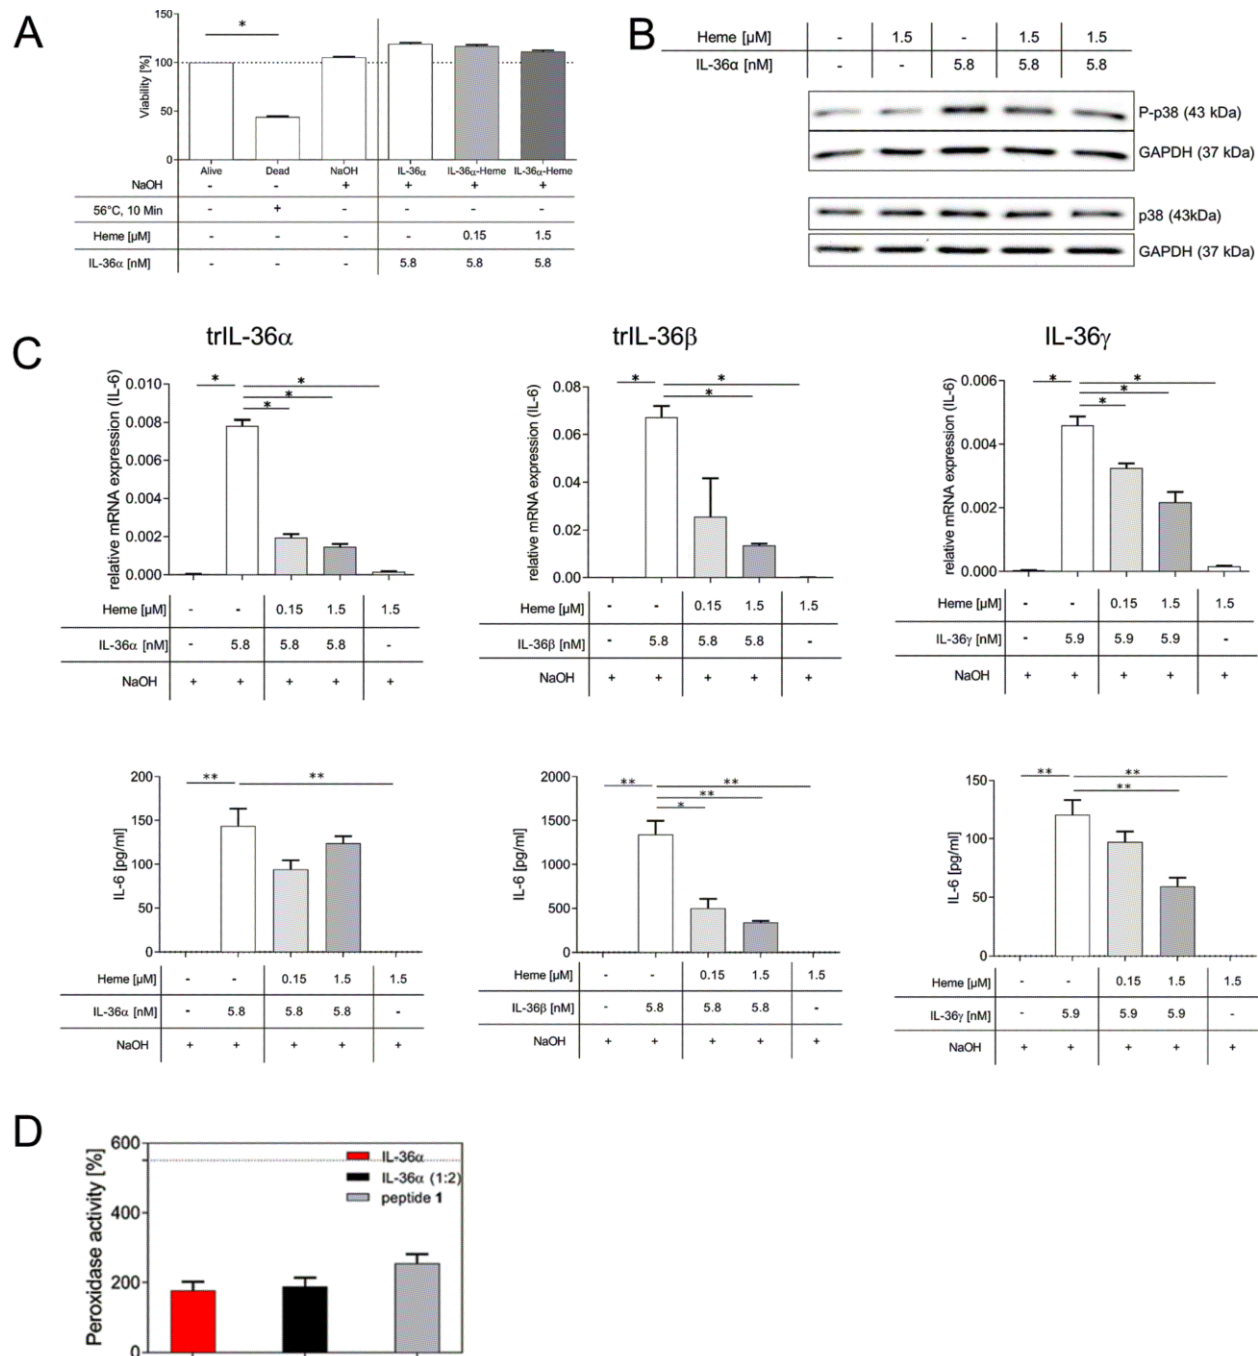 A
Viability [%]
150
100
50
0
*
Alive Dead NaOH IL-36α IL-36α-Heme IL-36α-Heme
NaOH - - + + + +
56°C, 10 Min - + - - - -
Heme [µM] - - - - 0.15 1.5
IL-36α [nM] - - - 5.8 5.8 5.8
B
Heme [µM] - 1.5 - 1.5 1.5
IL-36α [nM] - - 5.8 5.8 5.8
P-p38 (43 kDa)
GAPDH (37 kDa)
p38 (43kDa)
GAPDH (37 kDa)
C
trIL-36α
relative mRNA expression (IL-6)
0.010
0.008
0.006
0.004
0.002
0.000
* * * *
Heme [µM] - - 0.15 1.5 1.5
IL-36α [nM] - 5.8 5.8 5.8 -
NaOH + + + + +
trIL-36β
relative mRNA expression (IL-6)
0.08
0.06
0.04
0.02
0.00
* * *
Heme [µM] - - 0.15 1.5 1.5
IL-36β [nM] - 5.8 5.8 5.8 -
NaOH + + + + +
IL-36γ
relative mRNA expression (IL-6)
0.006
0.004
0.002
0.000
* * * *
Heme [µM] - - 0.15 1.5 1.5
IL-36γ [nM] - 5.9 5.9 5.9 -
NaOH + + + + +
IL-6 [pg/ml]
200
150
100
50
0
** **
Heme [µM] - - 0.15 1.5 1.5
IL-36α [nM] - 5.8 5.8 5.8 -
NaOH + + + + +
IL-6 [pg/ml]
2000
1500
1000
500
0
** ** ** *
Heme [µM] - - 0.15 1.5 1.5
IL-36β [nM] - 5.8 5.8 5.8 -
NaOH + + + + +
IL-6 [pg/ml]
150
100
50
0
** ** **
Heme [µM] - - 0.15 1.5 1.5
IL-36γ [nM] - 5.9 5.9 5.9 -
NaOH + + + + +
D
Peroxidase activity [%]
600
400
200
0
IL-36α
IL-36α (1:2)
peptide 1